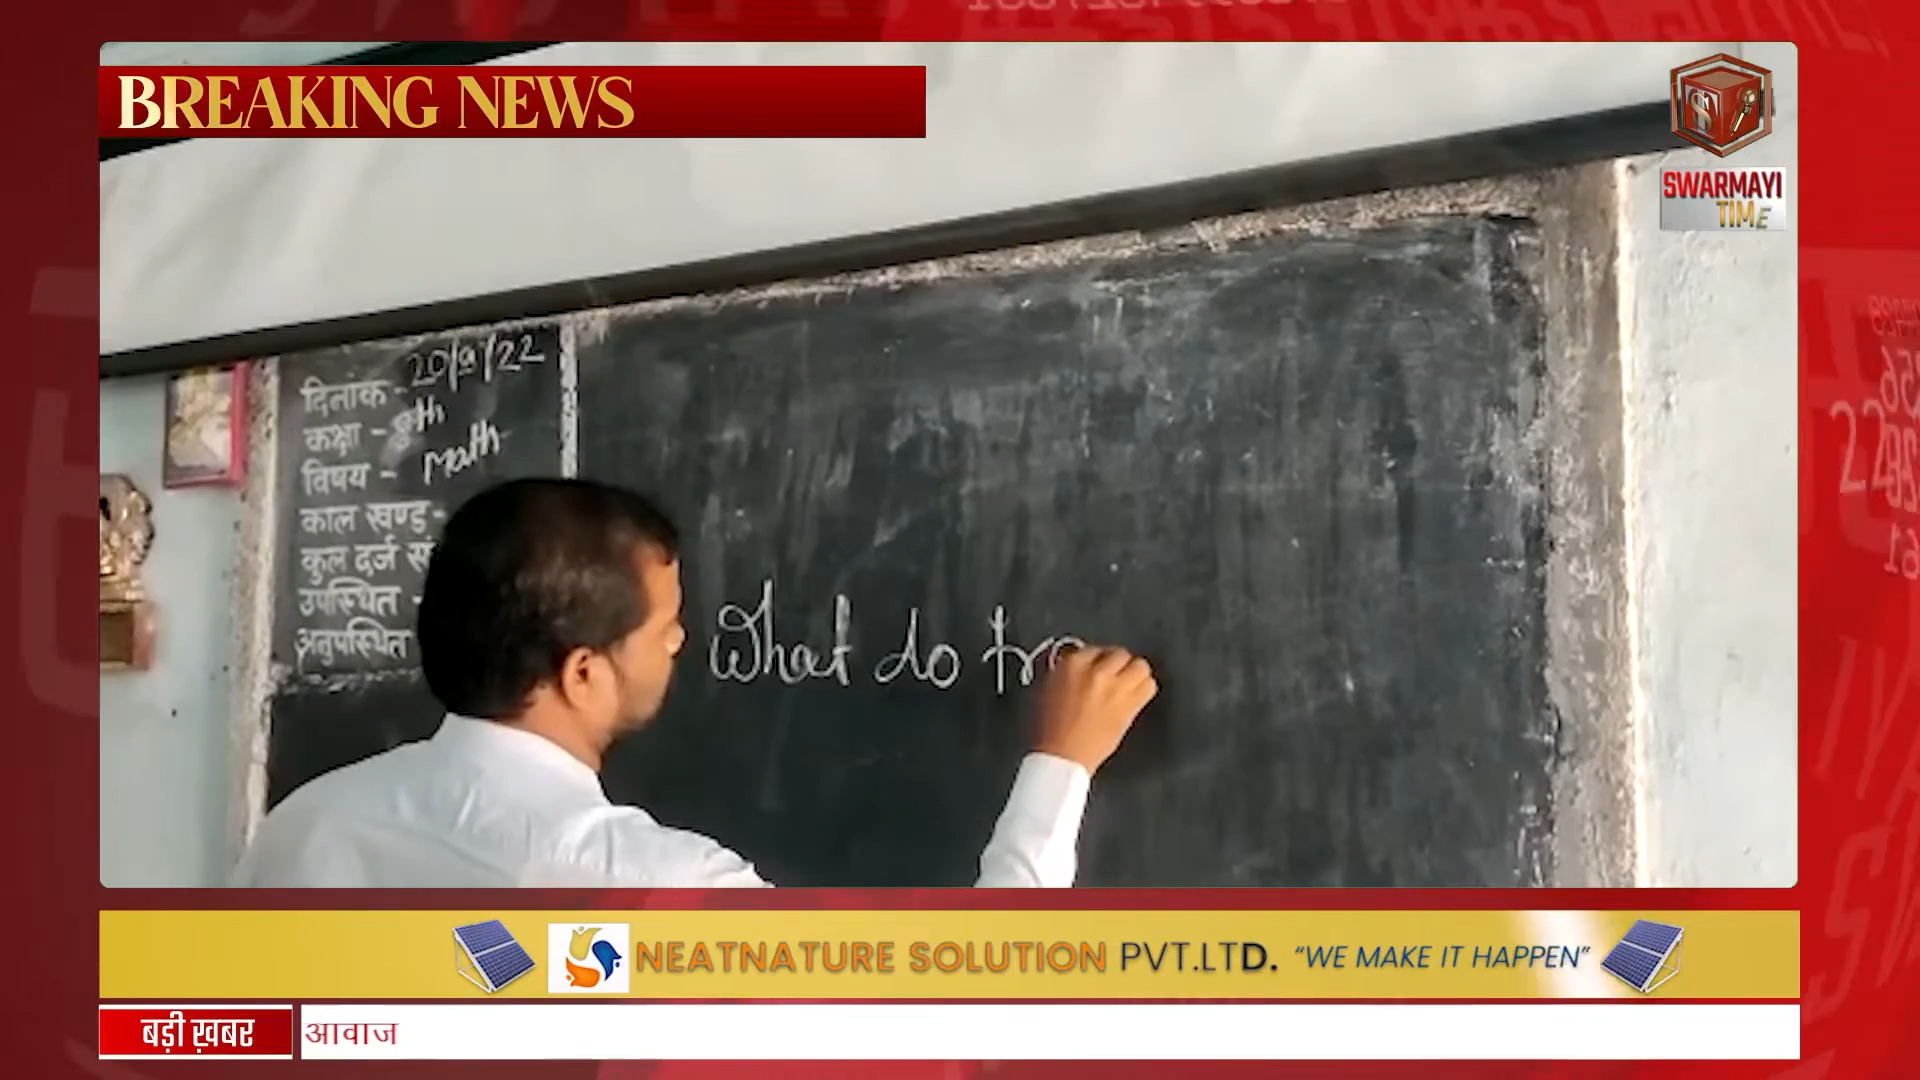 BREAKING NEWS
SWARMAYI
TIME
दिनांक - 20/9/22
कक्षा - 8th
विषय - Math
काल खण्ड -
कुल दर्ज सं
उपस्थित -
अनुपस्थित
What do tra
NEATNATURE SOLUTION PVT.LTD. “WE MAKE IT HAPPEN”
बड़ी ख़बर
आवाज